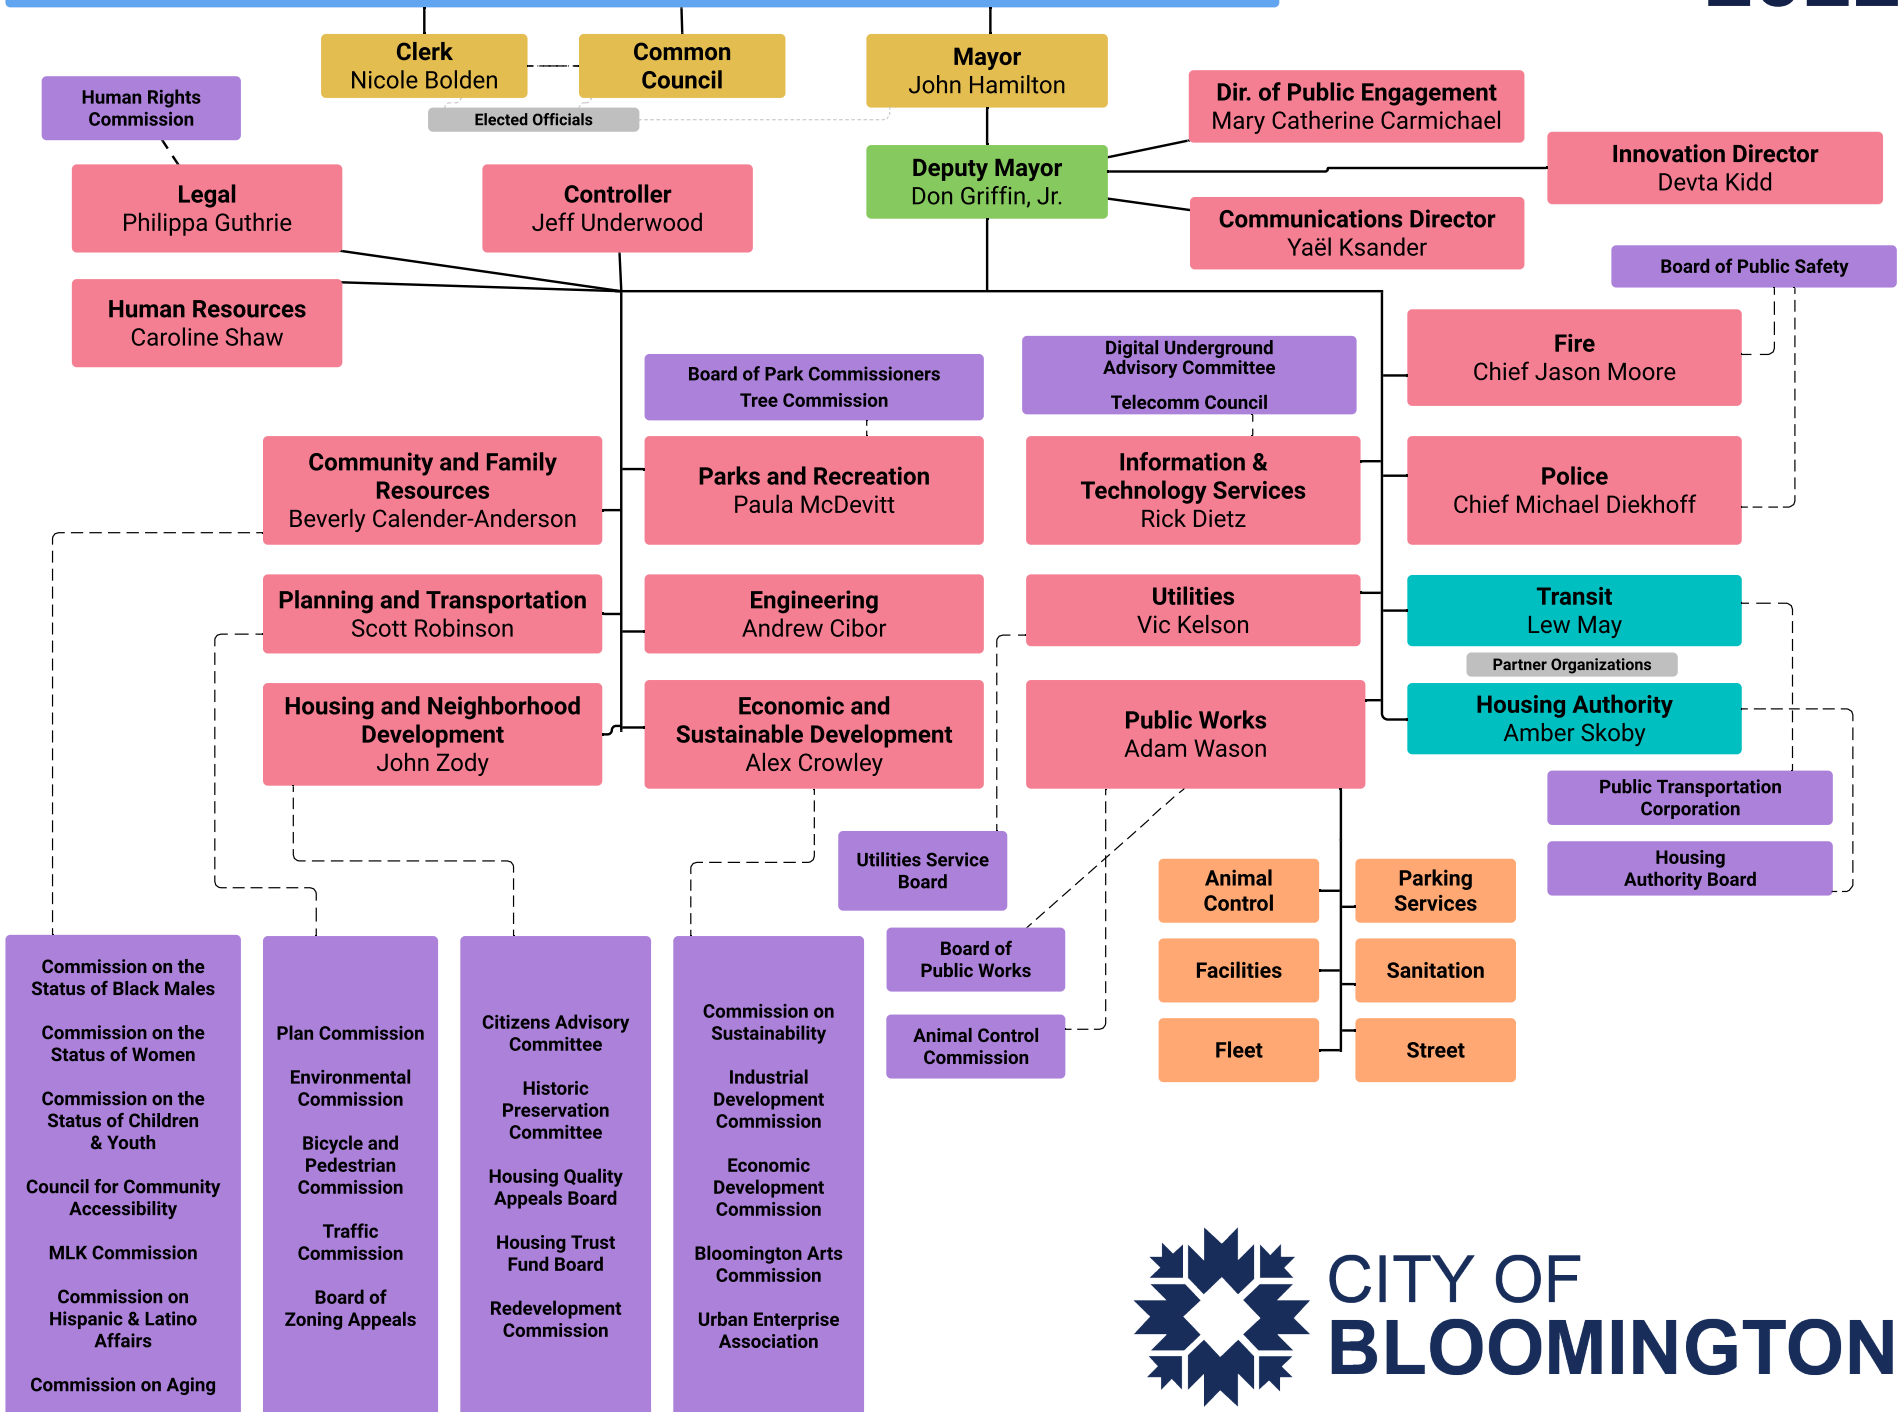 Clerk
Nicole Bolden
Common
Council
Mayor
John Hamilton
Elected Officials
Human Rights
Commission
Dir. of Public Engagement
Mary Catherine Carmichael
Deputy Mayor
Don Griffin, Jr.
Innovation Director
Devta Kidd
Communications Director
Yaël Ksander
Legal
Philippa Guthrie
Controller
Jeff Underwood
Human Resources
Caroline Shaw
Board of Public Safety
Fire
Chief Jason Moore
Board of Park Commissioners
Tree Commission
Digital Underground
Advisory Committee
Telecomm Council
Community and Family
Resources
Beverly Calender-Anderson
Parks and Recreation
Paula McDevitt
Information &
Technology Services
Rick Dietz
Police
Chief Michael Diekhoff
Planning and Transportation
Scott Robinson
Engineering
Andrew Cibor
Utilities
Vic Kelson
Transit
Lew May
Partner Organizations
Housing and Neighborhood
Development
John Zody
Economic and
Sustainable Development
Alex Crowley
Public Works
Adam Wason
Housing Authority
Amber Skoby
Public Transportation
Corporation
Housing
Authority Board
Utilities Service
Board
Board of
Public Works
Animal Control
Commission
Animal
Control
Parking
Services
Facilities
Sanitation
Fleet
Street
Commission on the
Status of Black Males
Commission on the
Status of Women
Commission on the
Status of Children
& Youth
Council for Community
Accessibility
MLK Commission
Commission on
Hispanic & Latino
Affairs
Commission on Aging
Plan Commission
Environmental
Commission
Bicycle and
Pedestrian
Commission
Traffic
Commission
Board of
Zoning Appeals
Citizens Advisory
Committee
Historic
Preservation
Committee
Housing Quality
Appeals Board
Housing Trust
Fund Board
Redevelopment
Commission
Commission on
Sustainability
Industrial
Development
Commission
Economic
Development
Commission
Bloomington Arts
Commission
Urban Enterprise
Association
CITY OF
BLOOMINGTON